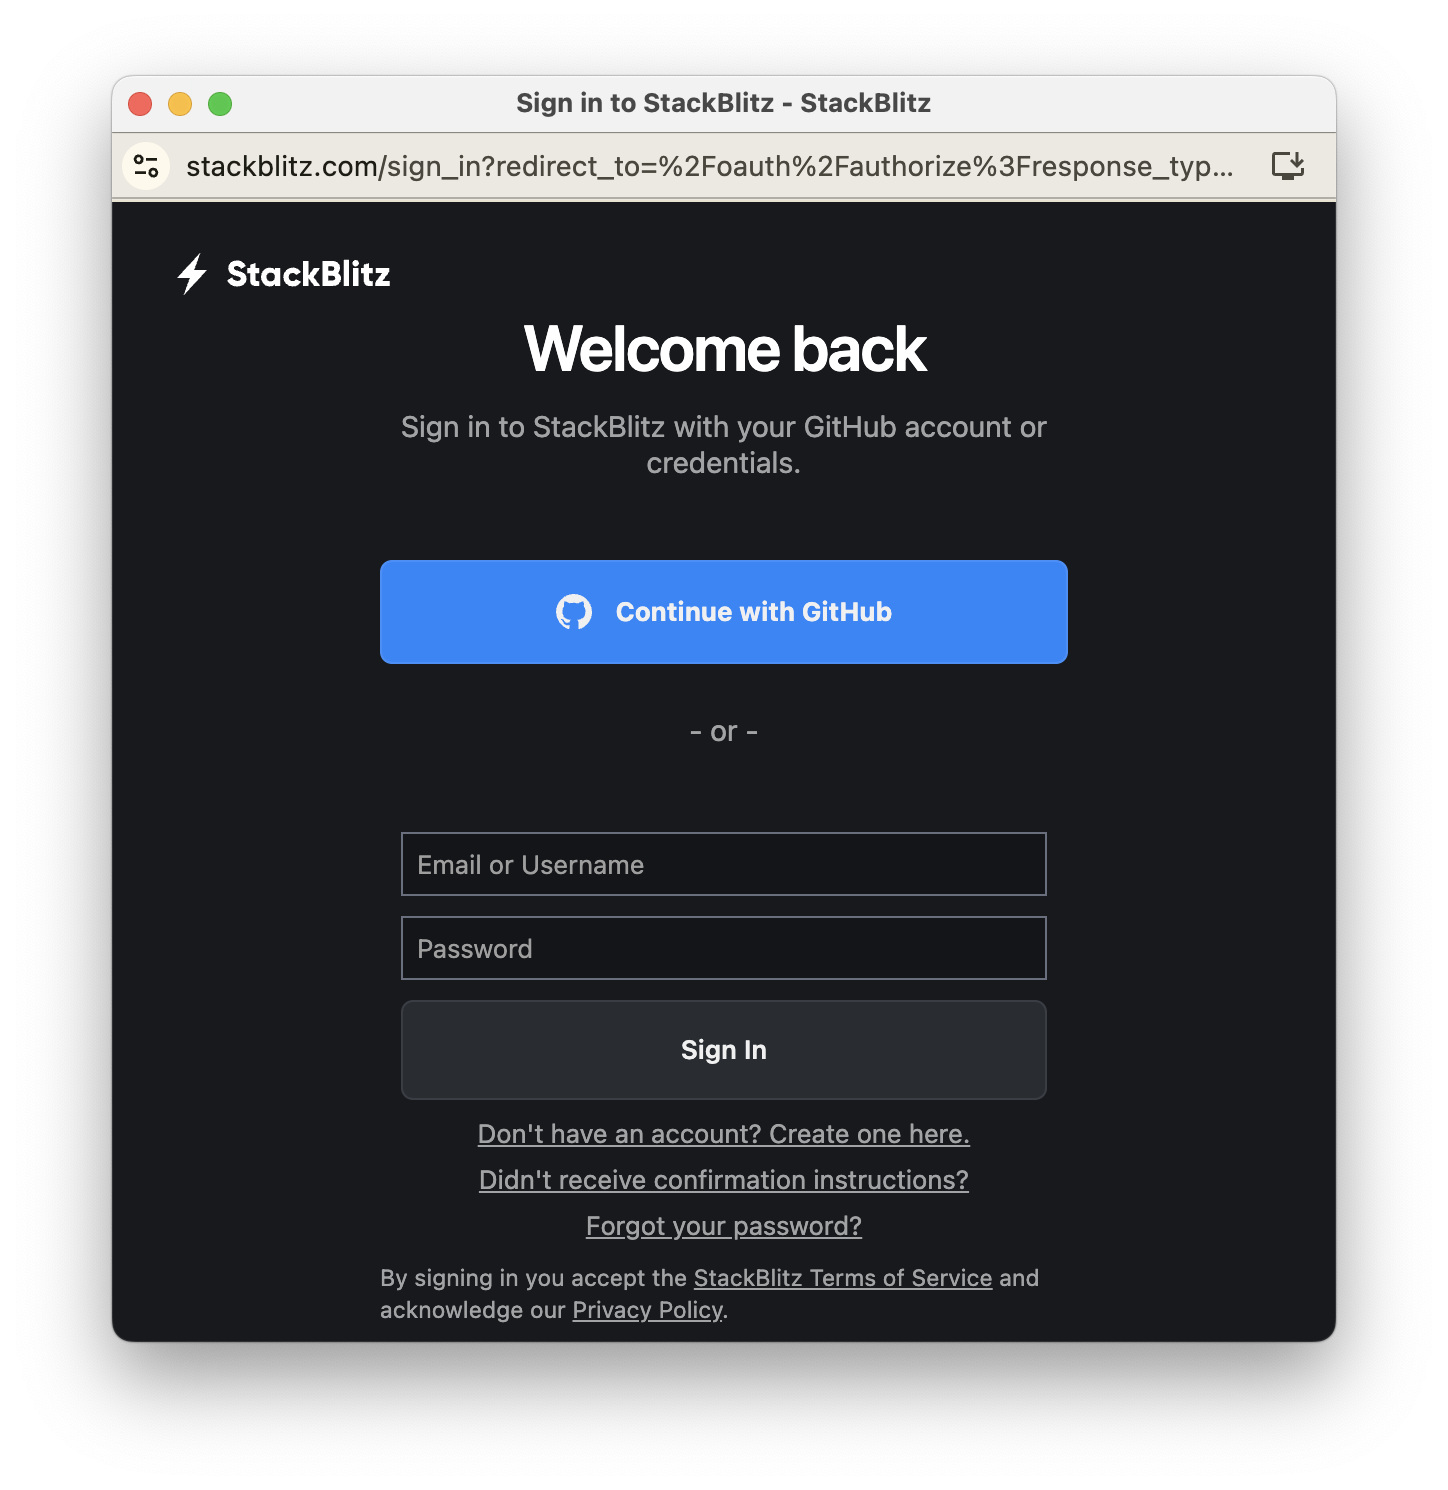 Sign in to StackBlitz - StackBlitz
stackblitz.com/sign_in?redirect_to=%2Foauth%2Fauthorize%3Fresponse_typ...
StackBlitz
Welcome back
Sign in to StackBlitz with your GitHub account or
credentials.
Continue with GitHub
- or -
Email or Username
Password
Sign In
Don't have an account? Create one here.
Didn't receive confirmation instructions?
Forgot your password?
By signing in you accept the StackBlitz Terms of Service and
acknowledge our Privacy Policy.